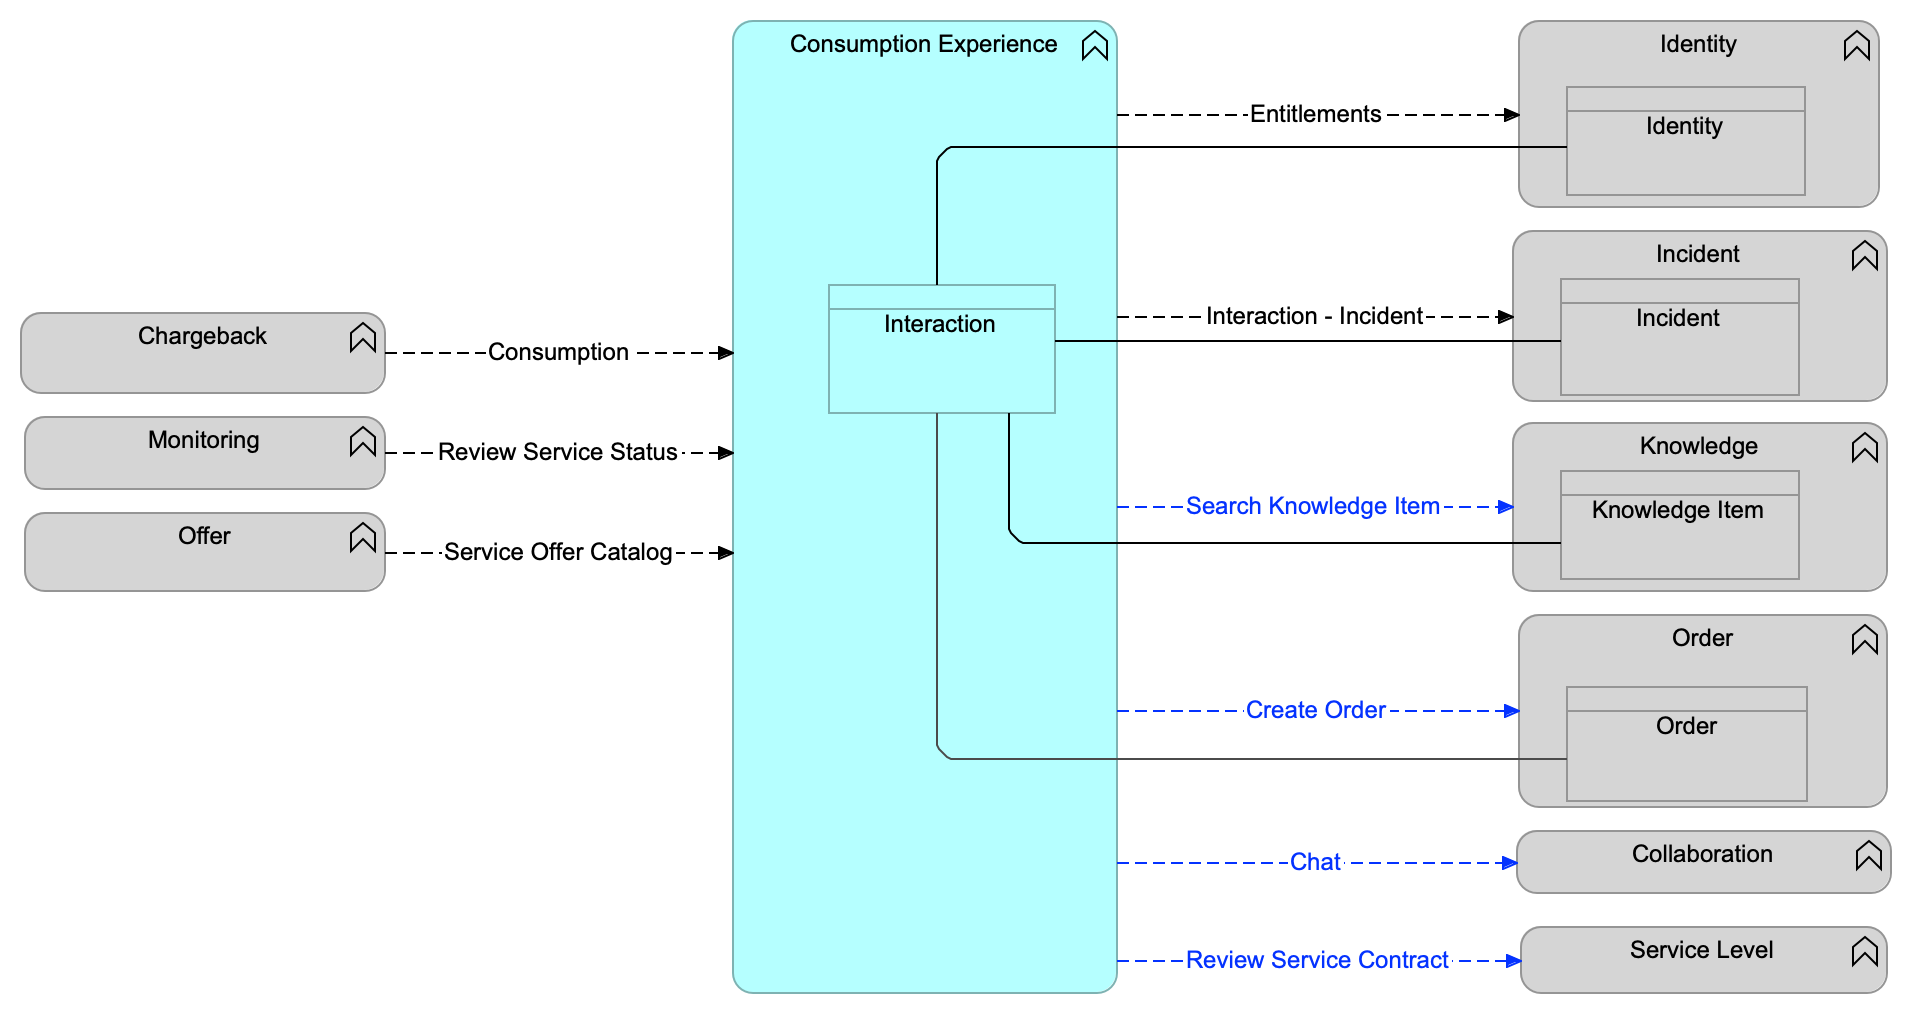 Consumption Experience
Identity
Entitlements
Identity
Incident
Interaction - Incident
Incident
Interaction
Chargeback
Consumption
Monitoring
Review Service Status
Knowledge
Search Knowledge Item
Knowledge Item
Offer
Service Offer Catalog
Order
Create Order
Order
Chat
Collaboration
Review Service Contract
Service Level